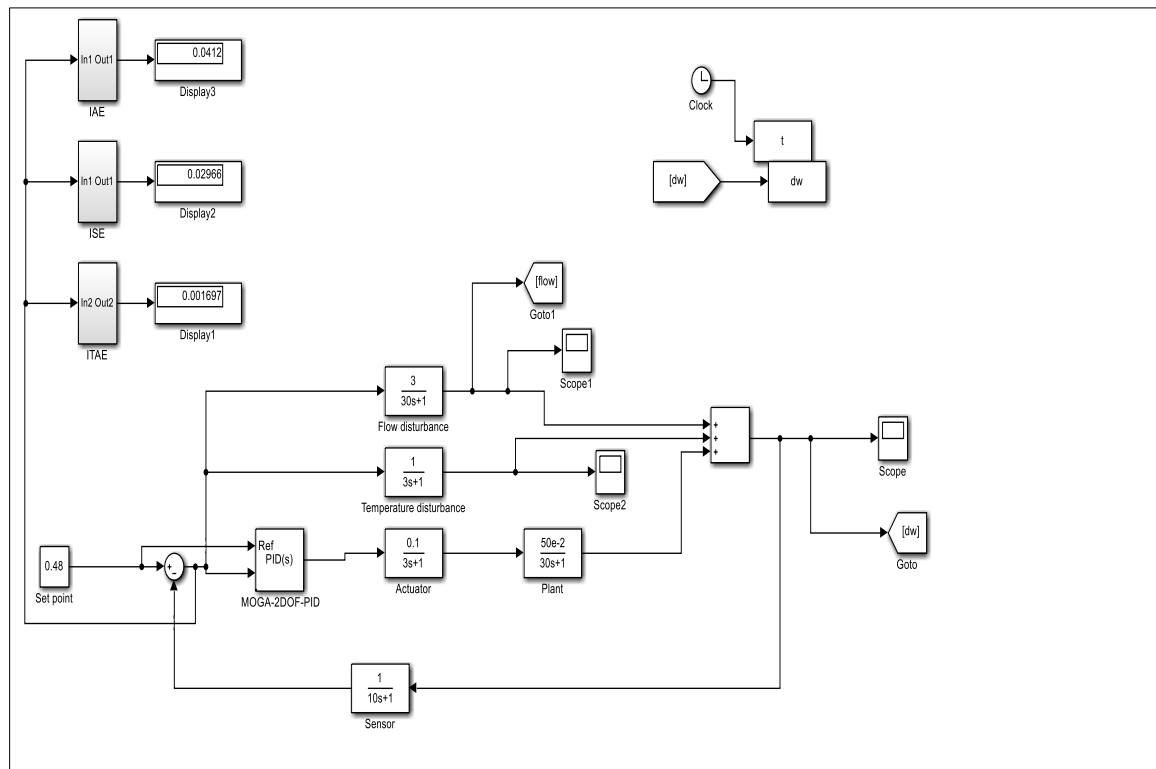 In1 Out1
0.0412
Display3
IAE
Clock
t
In1 Out1
0.02966
Display2
ISE
[dw]
dw
In2 Out2
0.001697
Display1
ITAE
[flow]
Goto1
Scope1
3
30s+1
Flow disturbance
+
+
+
Scope
1
3s+1
Temperature disturbance
Scope2
0.48
Set point
+
−
Ref
PID(s)
MOGA-2DOF-PID
0.1
3s+1
Actuator
50e-2
30s+1
Plant
[dw]
Goto
1
10s+1
Sensor